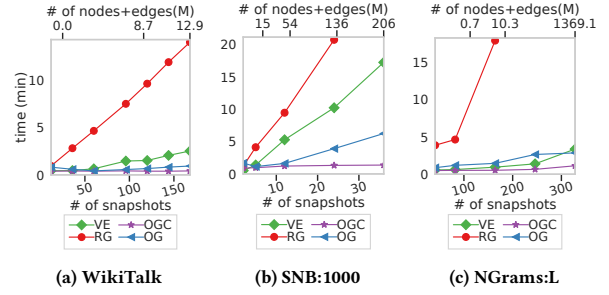 # of nodes+edges(M)
0.0 8.7 12.9
time (min)
10
5
0
50 100 150
# of snapshots
VE OGC
RG OG
(a) WikiTalk
# of nodes+edges(M)
15 54 136 206
20
15
10
5
0
12 24 36
# of snapshots
VE OGC
RG OG
(b) SNB:1000
# of nodes+edges(M)
0.7 10.3 1369.1
15
10
5
0
100 200 300
# of snapshots
VE OGC
RG OG
(c) NGrams:L